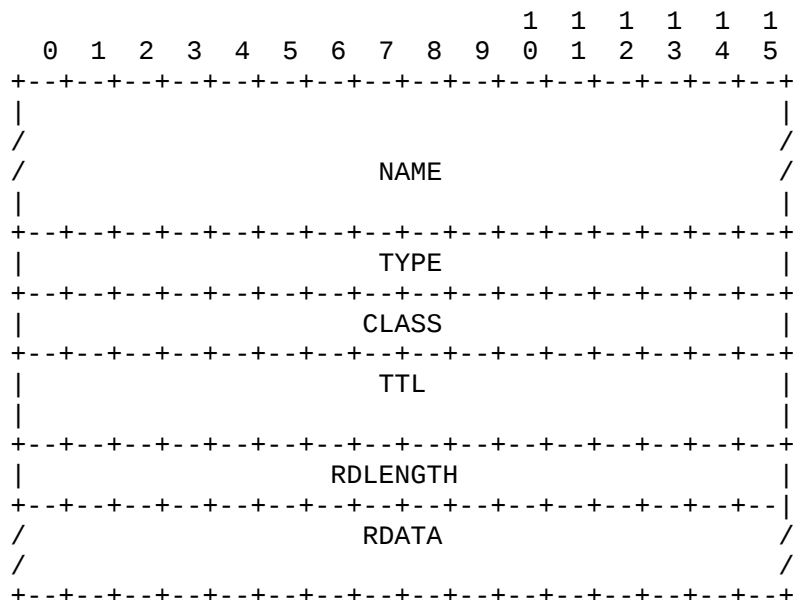 1  1  1  1  1  1
  0  1  2  3  4  5  6  7  8  9  0  1  2  3  4  5
+--+--+--+--+--+--+--+--+--+--+--+--+--+--+--+--+
|                                               |
/                                               /
/                      NAME                     /
|                                               |
+--+--+--+--+--+--+--+--+--+--+--+--+--+--+--+--+
|                      TYPE                     |
+--+--+--+--+--+--+--+--+--+--+--+--+--+--+--+--+
|                     CLASS                     |
+--+--+--+--+--+--+--+--+--+--+--+--+--+--+--+--+
|                      TTL                      |
|                                               |
+--+--+--+--+--+--+--+--+--+--+--+--+--+--+--+--+
|                   RDLENGTH                    |
+--+--+--+--+--+--+--+--+--+--+--+--+--+--+--+--|
/                     RDATA                     /
/                                               /
+--+--+--+--+--+--+--+--+--+--+--+--+--+--+--+--+